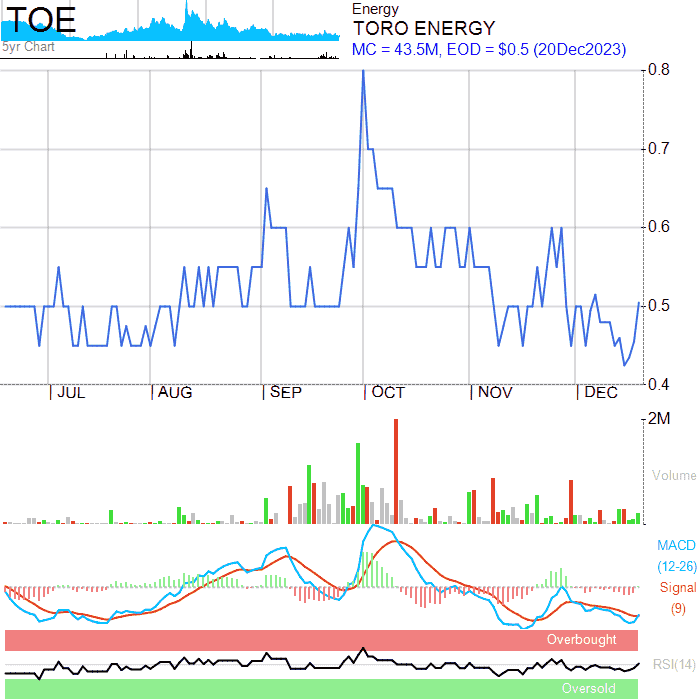 TOE
5yr Chart
Energy
TORO ENERGY
MC = 43.5M, EOD = $0.5 (20Dec2023)
0.8
0.7
0.6
0.5
0.4
JUL AUG SEP OCT NOV DEC
2M
Volume
MACD
(12-26)
Signal
(9)
Overbought
RSI(14)
Oversold